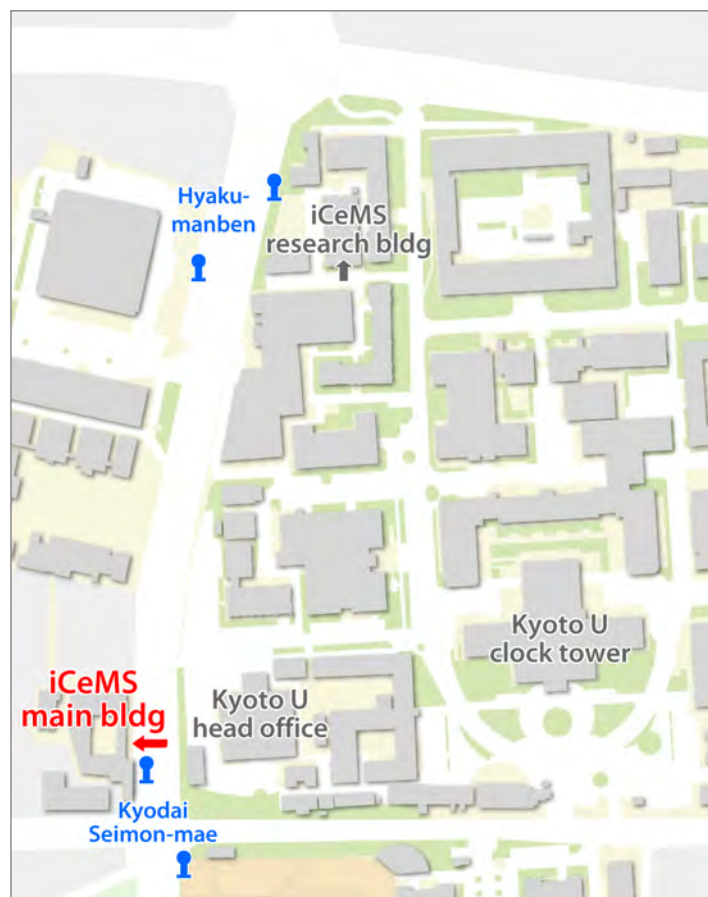 Hyaku-
manben
iCeMS
research bldg
Kyoto U
clock tower
iCeMS
main bldg
Kyoto U
head office
Kyodai
Seimon-mae